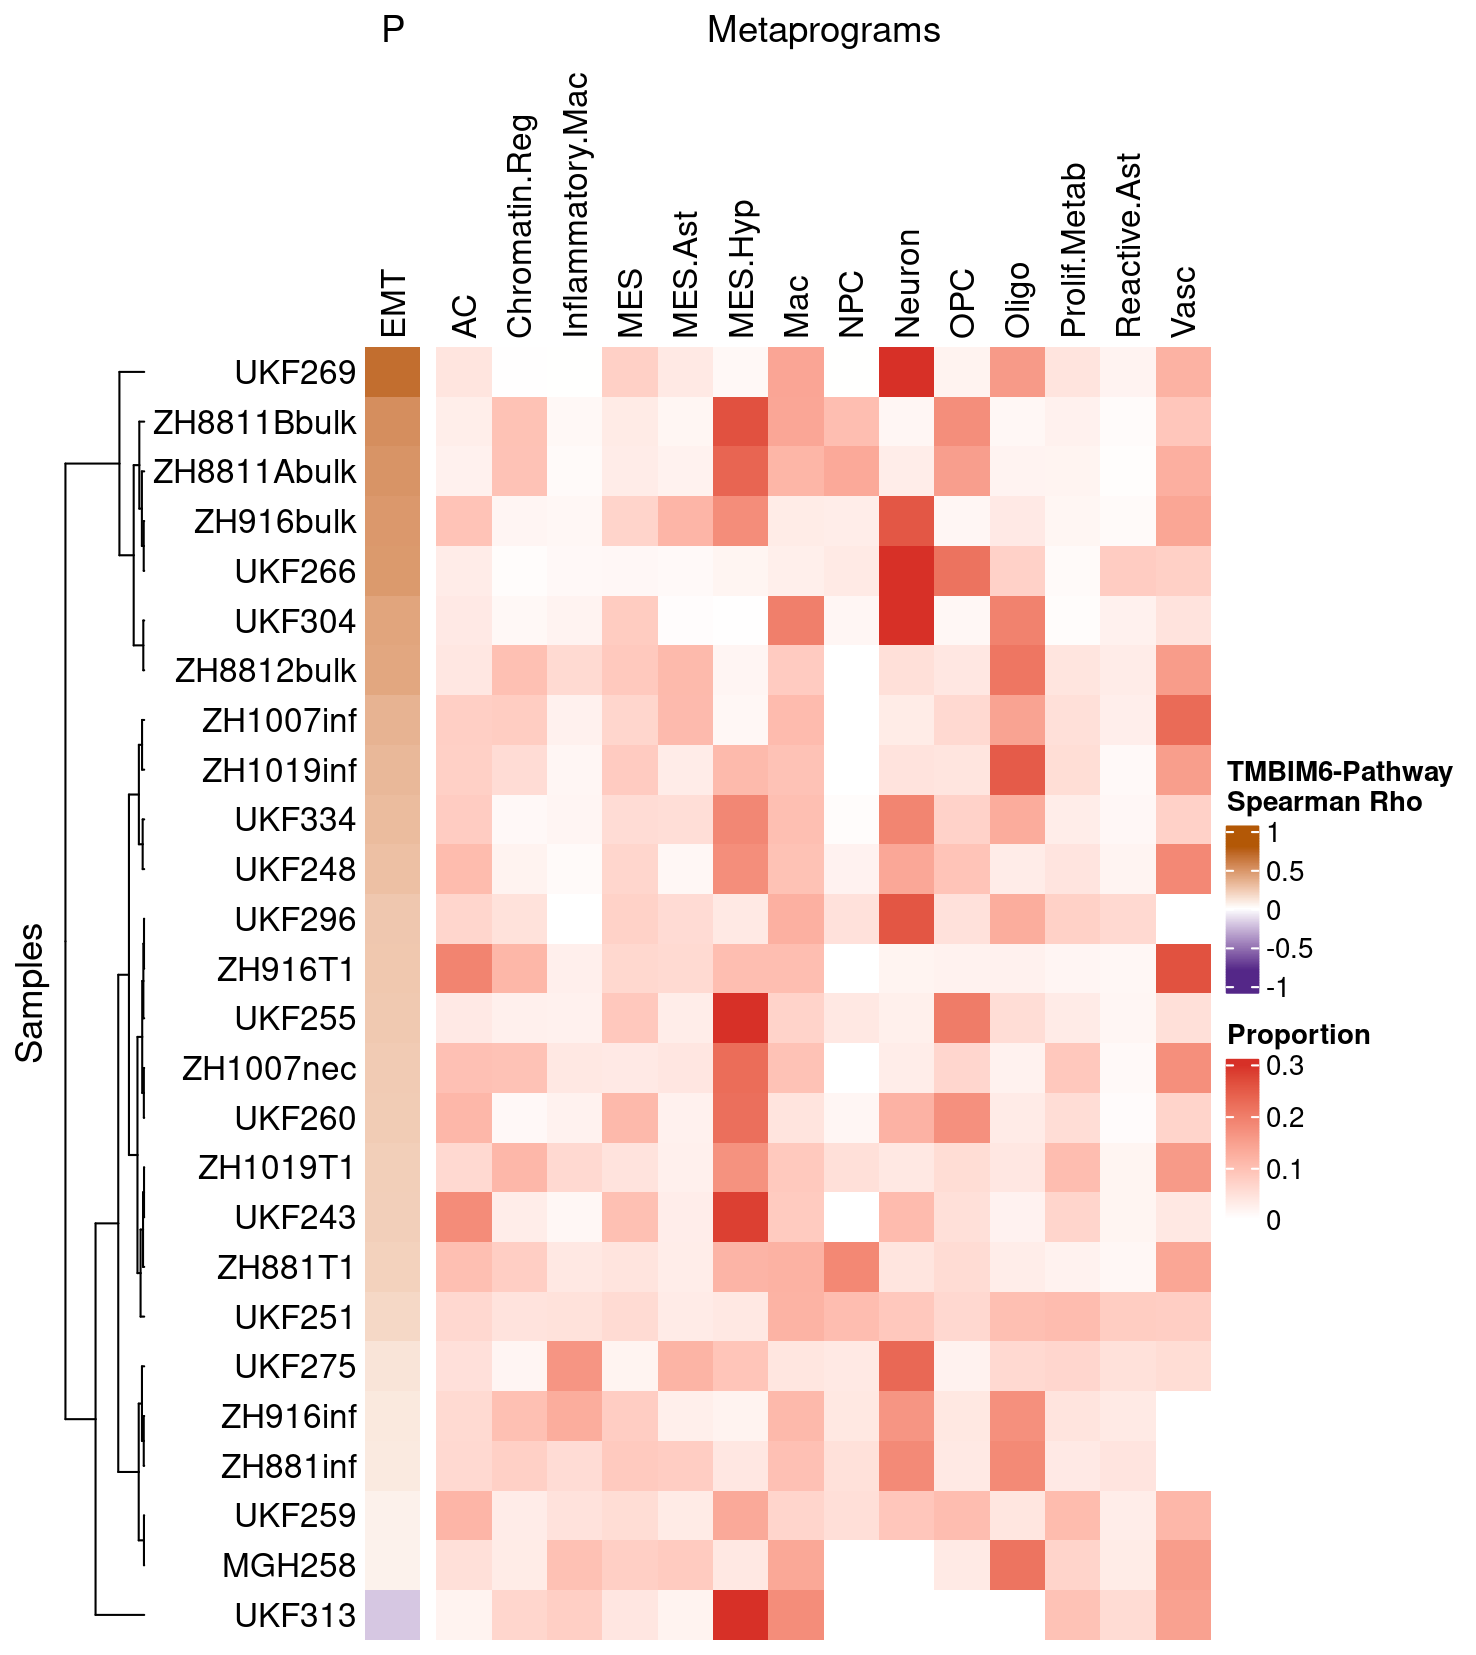 P
Metaprograms
EMT
AC
Chromatin.Reg
Inflammatory.Mac
MES
MES.Ast
MES.Hyp
Mac
NPC
Neuron
OPC
Oligo
Prolif.Metab
Reactive.Ast
Vasc
Samples
UKF269
ZH8811Bbulk
ZH8811Abulk
ZH916bulk
UKF266
UKF304
ZH8812bulk
ZH1007inf
ZH1019inf
UKF334
UKF248
UKF296
ZH916T1
UKF255
ZH1007nec
UKF260
ZH1019T1
UKF243
ZH881T1
UKF251
UKF275
ZH916inf
ZH881inf
UKF259
MGH258
UKF313
TMBIM6-Pathway
Spearman Rho
1
0.5
0
-0.5
-1
Proportion
0.3
0.2
0.1
0